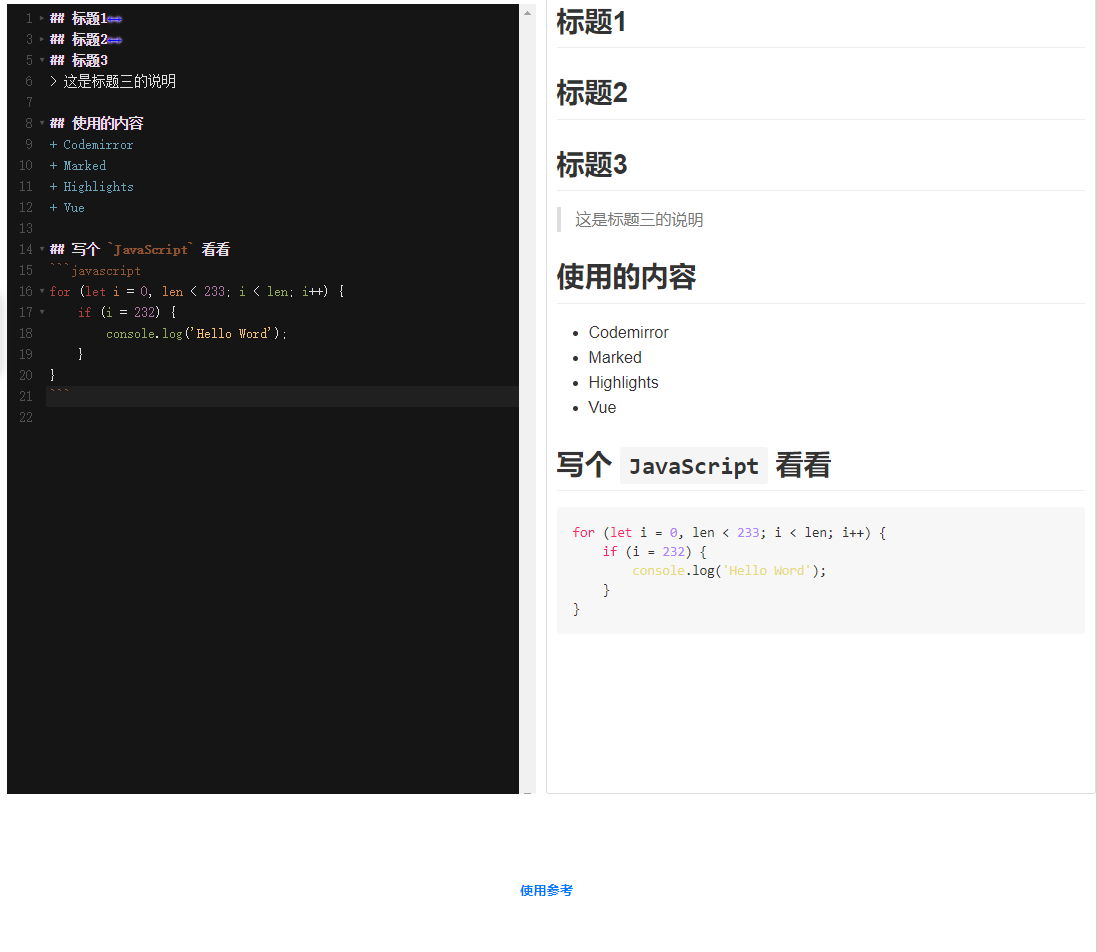 1 ## 标题1
3 ## 标题2
5 ## 标题3
6 > 这是标题三的说明
7
8 ## 使用的内容
9 + Codemirror
10 + Marked
11 + Highlights
12 + Vue
13
14 ## 写个 `JavaScript` 看看
15 ```javascript
16 for (let i = 0, len < 233; i < len; i++) {
17     if (i = 232) {
18         console.log('Hello Word');
19     }
20 }
21 ```
22
标题1
标题2
标题3
这是标题三的说明
使用的内容
• Codemirror
• Marked
• Highlights
• Vue
写个 JavaScript 看看
for (let i = 0, len < 233; i < len; i++) {
    if (i = 232) {
        console.log('Hello Word');
    }
}
使用参考